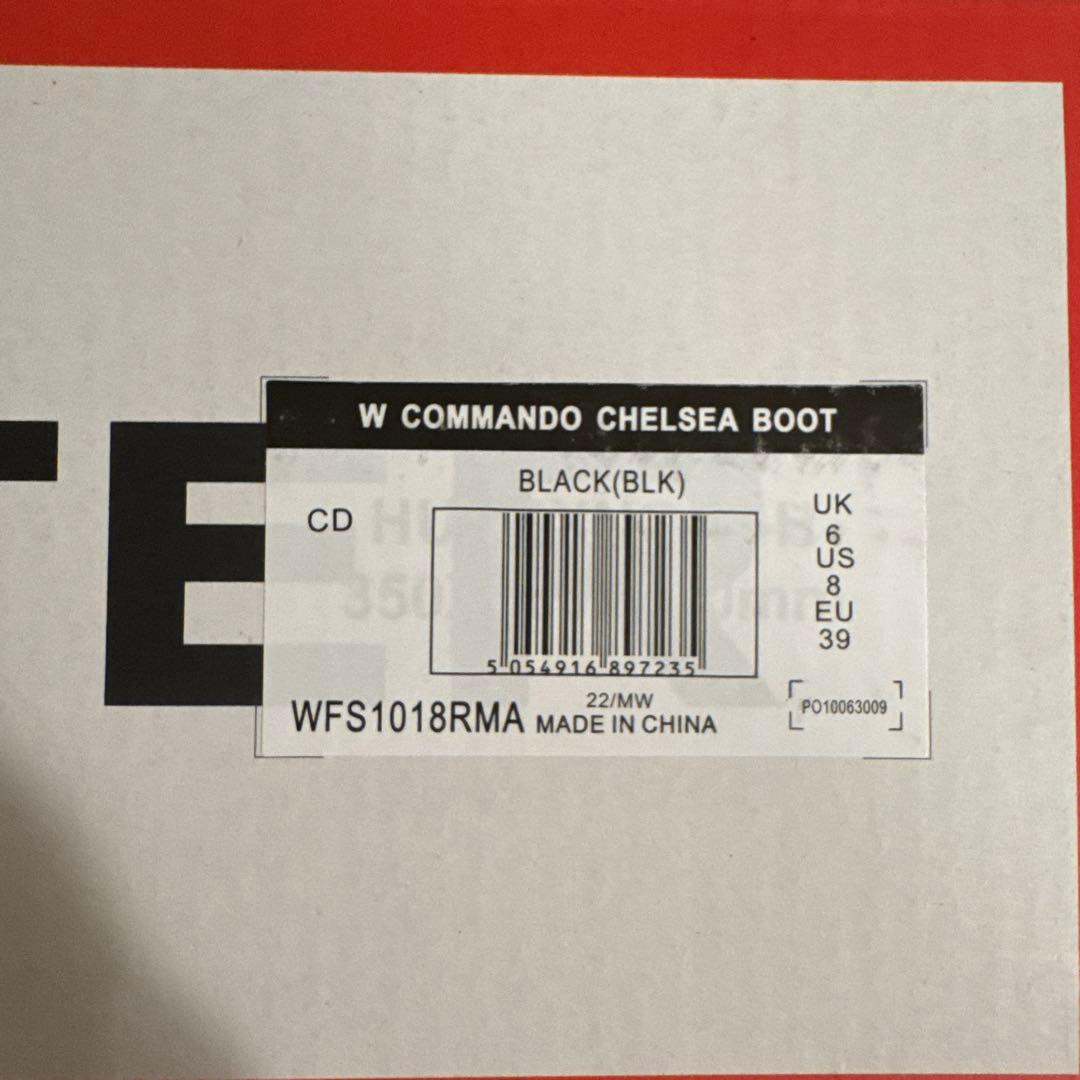 TE
W COMMANDO CHELSEA BOOT
BLACK(BLK)
CD
UK
6
US
8
EU
39
5 054916 897235
22/MW
WFS1018RMA MADE IN CHINA
PO10063009